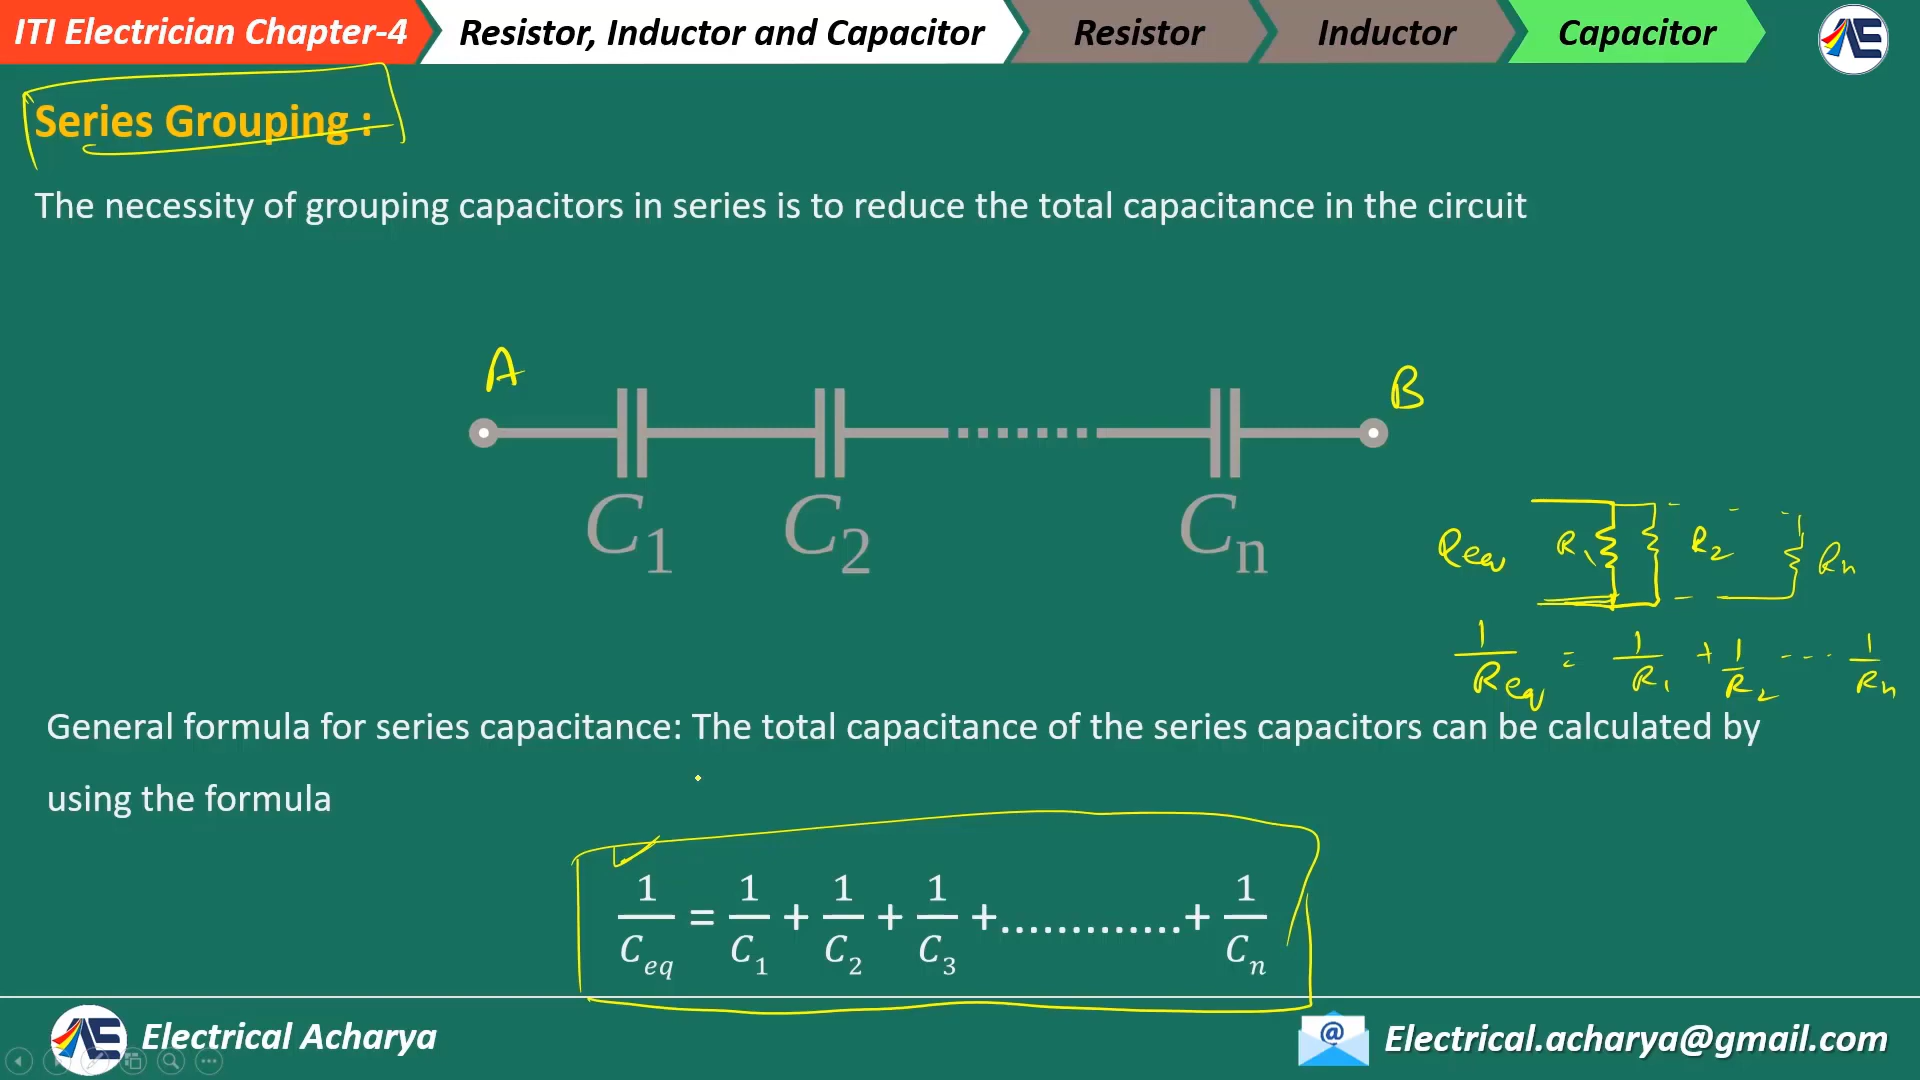 ITI Electrician Chapter-4 Resistor, Inductor and Capacitor Resistor Inductor Capacitor
Series Grouping :
The necessity of grouping capacitors in series is to reduce the total capacitance in the circuit
A B
C₁ C₂ Cₙ
Req R₁ R₂ Rn
1/Req = 1/R₁ + 1/R₂ --- 1/Rn
General formula for series capacitance: The total capacitance of the series capacitors can be calculated by
using the formula
1/Ceq = 1/C₁ + 1/C₂ + 1/C₃ +..............+ 1/Cₙ
Electrical Acharya Electrical.acharya@gmail.com